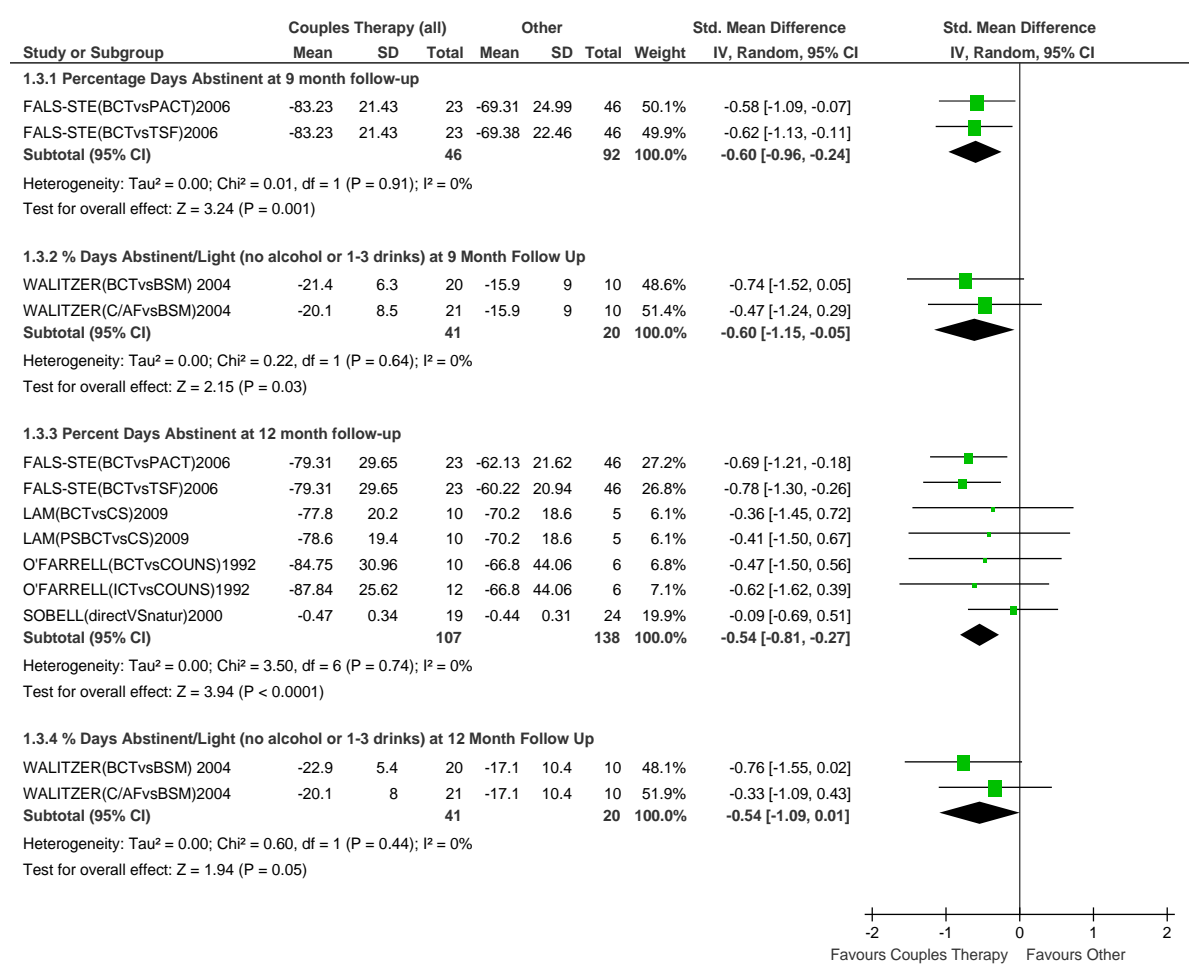 Couples Therapy (all) Other Std. Mean Difference Std. Mean Difference
Study or Subgroup Mean SD Total Mean SD Total Weight IV, Random, 95% CI IV, Random, 95% CI
1.3.1 Percentage Days Abstinent at 9 month follow-up
FALS-STE(BCTvsPACT)2006 -83.23 21.43 23 -69.31 24.99 46 50.1% -0.58 [-1.09, -0.07]
FALS-STE(BCTvsTSF)2006 -83.23 21.43 23 -69.38 22.46 46 49.9% -0.62 [-1.13, -0.11]
Subtotal (95% CI) 46 92 100.0% -0.60 [-0.96, -0.24]
Heterogeneity: Tau² = 0.00; Chi² = 0.01, df = 1 (P = 0.91); I² = 0%
Test for overall effect: Z = 3.24 (P = 0.001)
1.3.2 % Days Abstinent/Light (no alcohol or 1-3 drinks) at 9 Month Follow Up
WALITZER(BCTvsBSM) 2004 -21.4 6.3 20 -15.9 9 10 48.6% -0.74 [-1.52, 0.05]
WALITZER(C/AFvsBSM)2004 -20.1 8.5 21 -15.9 9 10 51.4% -0.47 [-1.24, 0.29]
Subtotal (95% CI) 41 20 100.0% -0.60 [-1.15, -0.05]
Heterogeneity: Tau² = 0.00; Chi² = 0.22, df = 1 (P = 0.64); I² = 0%
Test for overall effect: Z = 2.15 (P = 0.03)
1.3.3 Percent Days Abstinent at 12 month follow-up
FALS-STE(BCTvsPACT)2006 -79.31 29.65 23 -62.13 21.62 46 27.2% -0.69 [-1.21, -0.18]
FALS-STE(BCTvsTSF)2006 -79.31 29.65 23 -60.22 20.94 46 26.8% -0.78 [-1.30, -0.26]
LAM(BCTvsCS)2009 -77.8 20.2 10 -70.2 18.6 5 6.1% -0.36 [-1.45, 0.72]
LAM(PSBCTvsCS)2009 -78.6 19.4 10 -70.2 18.6 5 6.1% -0.41 [-1.50, 0.67]
O'FARRELL(BCTvsCOUNS)1992 -84.75 30.96 10 -66.8 44.06 6 6.8% -0.47 [-1.50, 0.56]
O'FARRELL(ICTvsCOUNS)1992 -87.84 25.62 12 -66.8 44.06 6 7.1% -0.62 [-1.62, 0.39]
SOBELL(directVSnatur)2000 -0.47 0.34 19 -0.44 0.31 24 19.9% -0.09 [-0.69, 0.51]
Subtotal (95% CI) 107 138 100.0% -0.54 [-0.81, -0.27]
Heterogeneity: Tau² = 0.00; Chi² = 3.50, df = 6 (P = 0.74); I² = 0%
Test for overall effect: Z = 3.94 (P < 0.0001)
1.3.4 % Days Abstinent/Light (no alcohol or 1-3 drinks) at 12 Month Follow Up
WALITZER(BCTvsBSM) 2004 -22.9 5.4 20 -17.1 10.4 10 48.1% -0.76 [-1.55, 0.02]
WALITZER(C/AFvsBSM)2004 -20.1 8 21 -17.1 10.4 10 51.9% -0.33 [-1.09, 0.43]
Subtotal (95% CI) 41 20 100.0% -0.54 [-1.09, 0.01]
Heterogeneity: Tau² = 0.00; Chi² = 0.60, df = 1 (P = 0.44); I² = 0%
Test for overall effect: Z = 1.94 (P = 0.05)
-2 -1 0 1 2
Favours Couples Therapy Favours Other